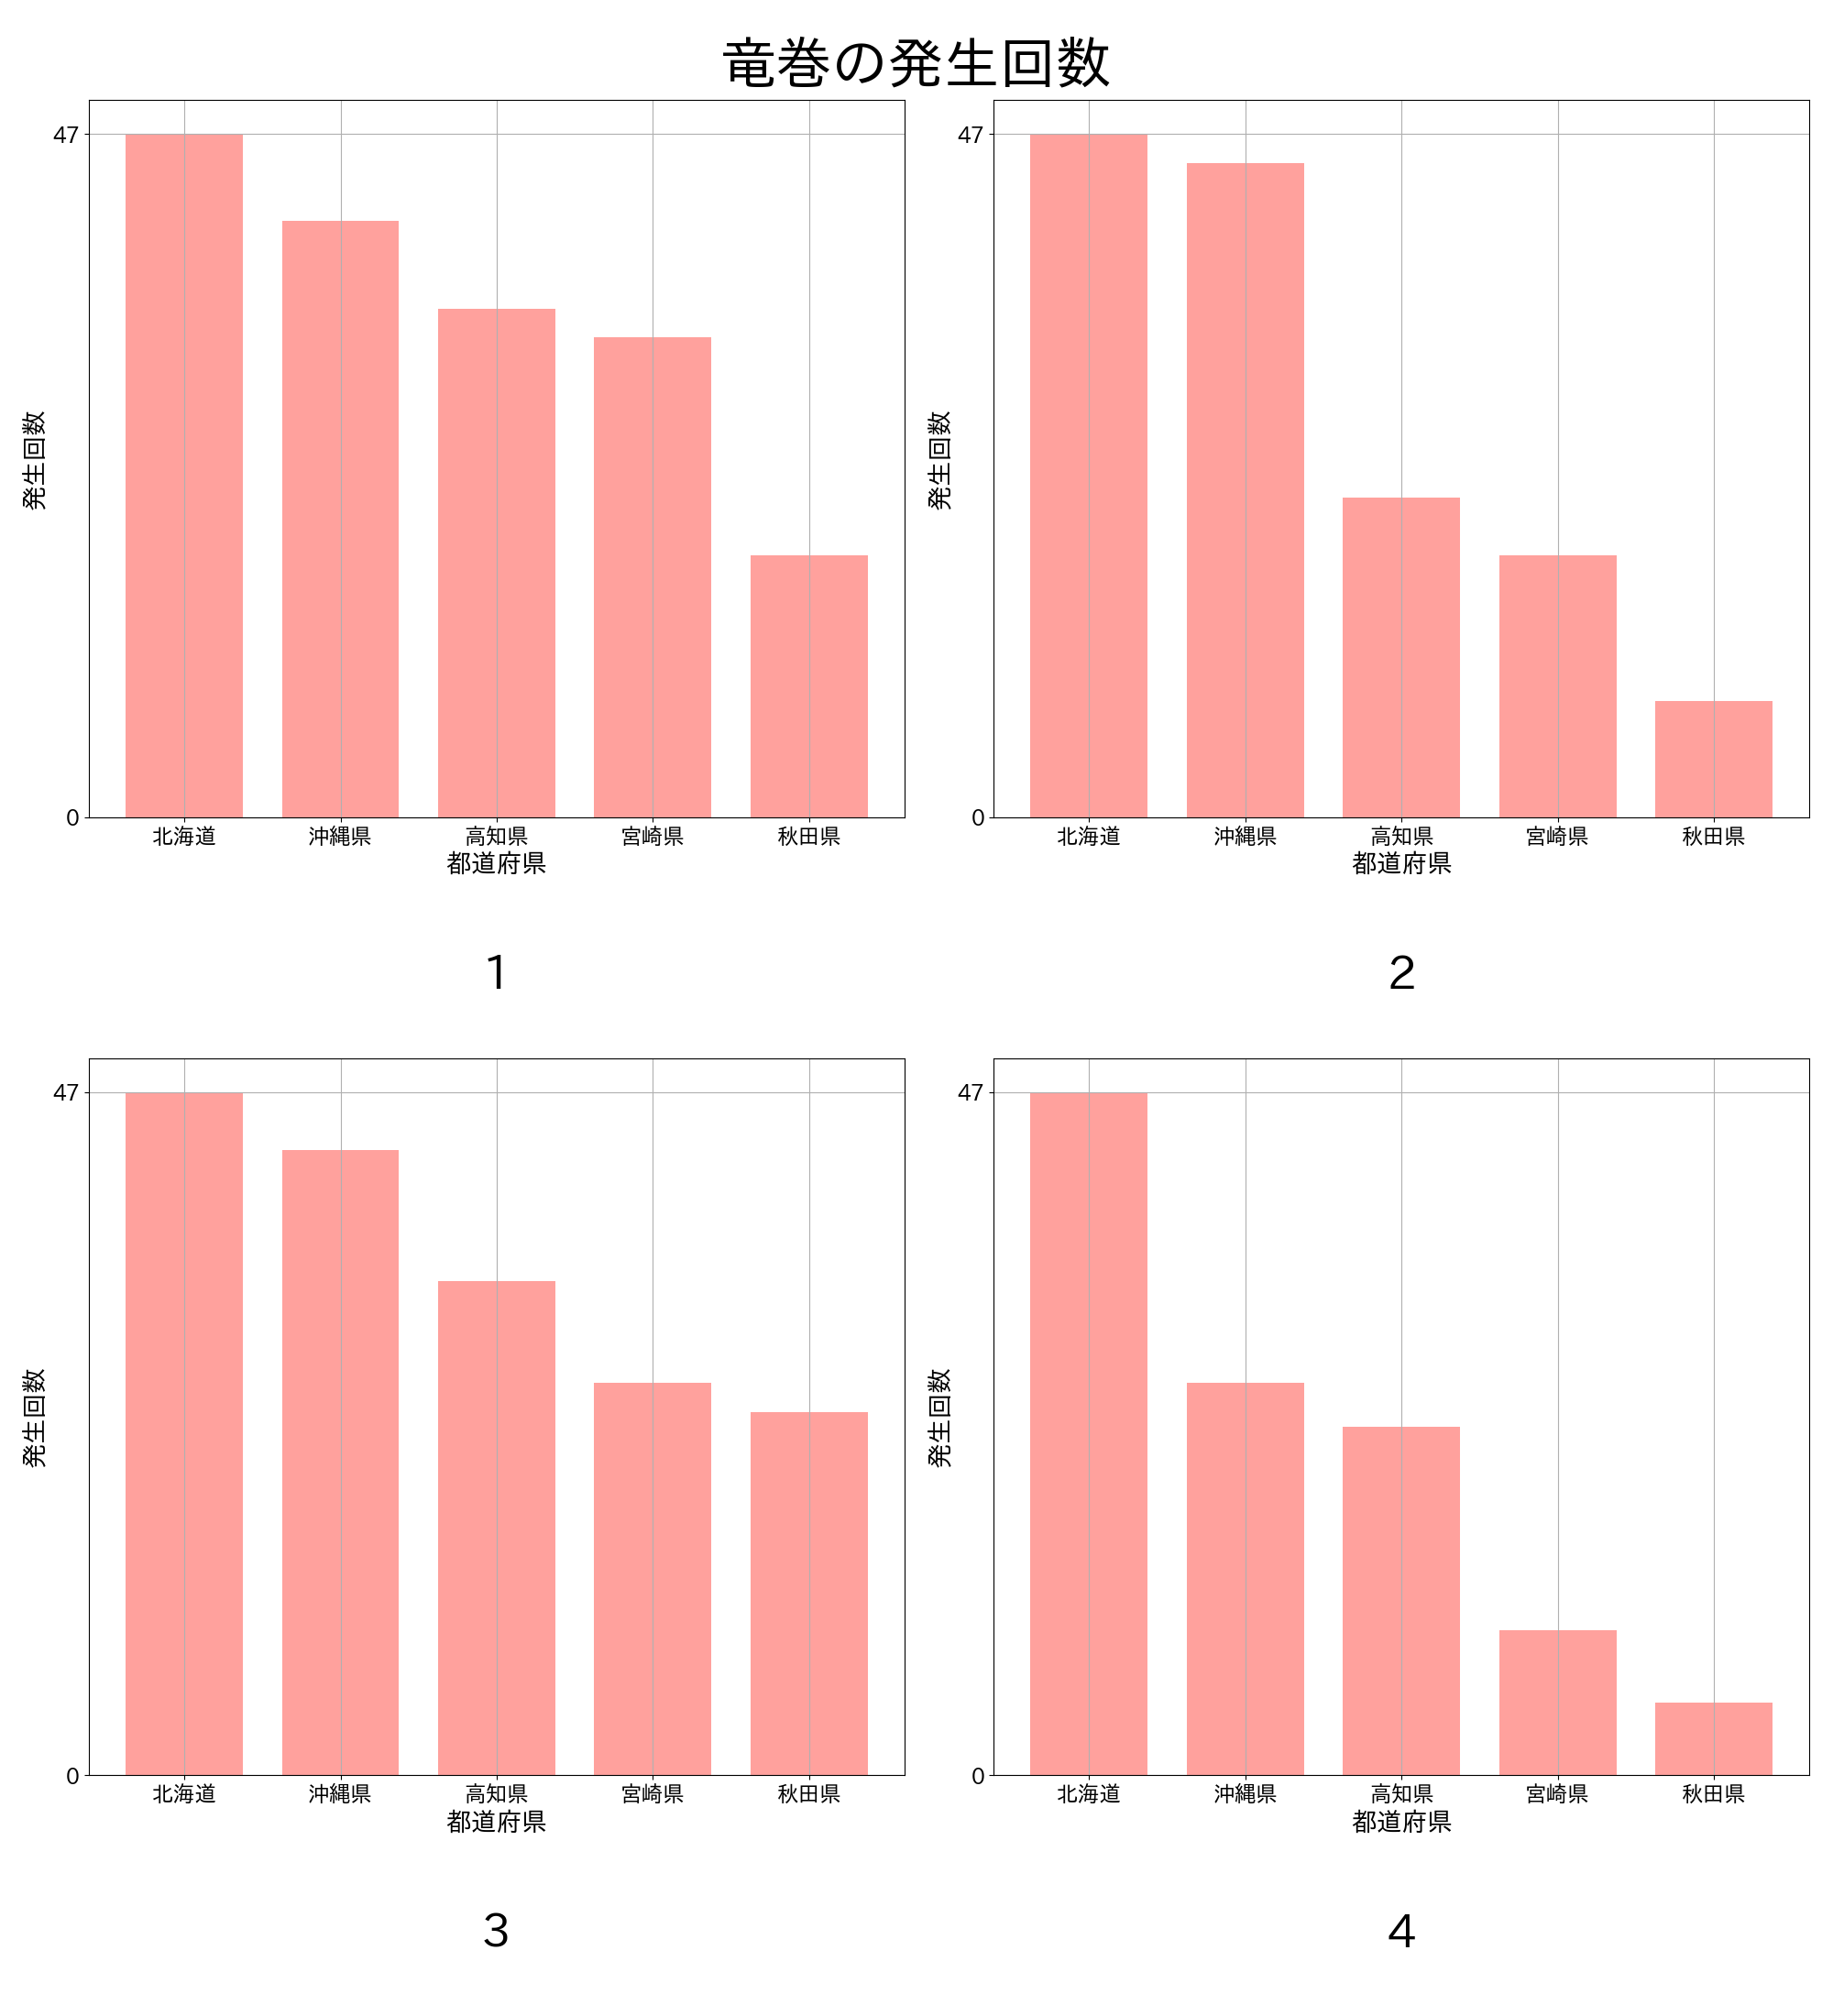 竜巻の発生回数
47
0
発生回数
北海道 沖縄県 高知県 宮崎県 秋田県
都道府県
1
47
0
発生回数
北海道 沖縄県 高知県 宮崎県 秋田県
都道府県
2
47
0
発生回数
北海道 沖縄県 高知県 宮崎県 秋田県
都道府県
3
47
0
発生回数
北海道 沖縄県 高知県 宮崎県 秋田県
都道府県
4